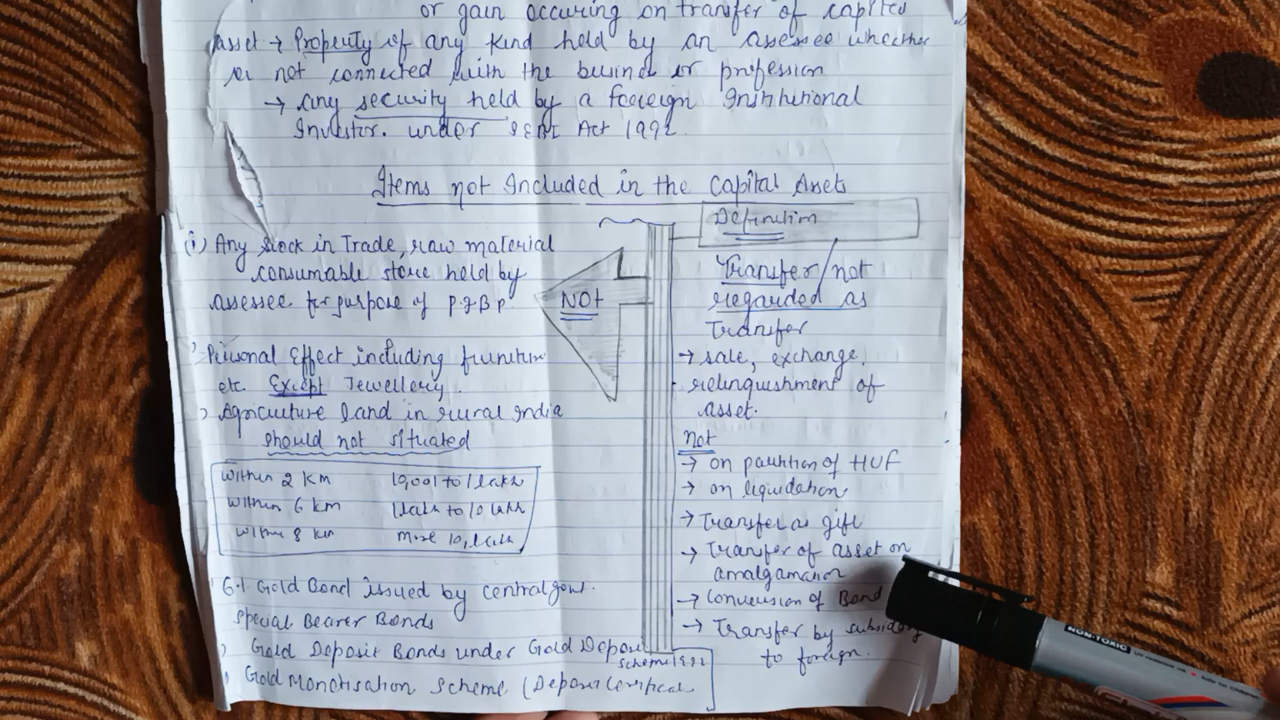 or gain occuring on transfer of capital
asset → Property of any kind held by an assesee whether
or not connected with the busines or profession
→ any security held by a foreign Institutional
Investor. under SEBI Act 1992
Items not Included in the Capital Assets
(i) Any stock in Trade, raw material
consumable store held by
assessee for purpose of P.F.B.P.
Personal Effect including furniture
etc. Except Jewellery.
Agriculture land in rural India
should not situated
within 2 KM 10,001 to 1 lakh
within 6 km 1 lakh to 10 lakh
within 8 km more 10, lakh
6.1. Gold Bond issued by central govt.
Special Bearer Bonds
Gold Deposit Bonds under Gold Deposit
scheme 1992
Gold Monetisation Scheme (Deposit Certificate
NOt
Definition
Transfer/not
regarded as
Transfer
→ sale, exchange,
relinquishment of
asset.
Not
→ on partition of HUF
→ on liquidation
→ Transfer as gift
→ Transfer of asset on
amalgamation
→ Conversion of Bond
→ Transfer by subsidary
to foreign.
NON-TOXIC